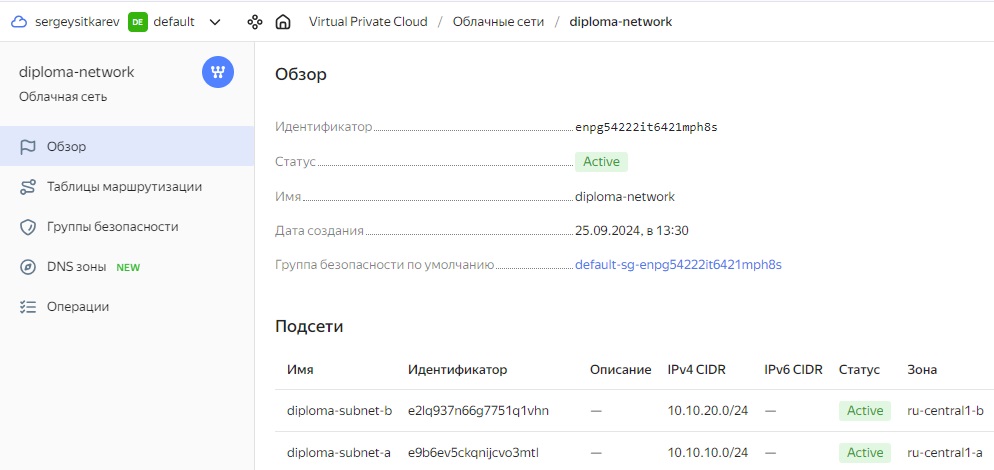 sergeysitkarev DE default Virtual Private Cloud / Облачные сети / diploma-network
diploma-network
Облачная сеть
Обзор
Таблицы маршрутизации
Группы безопасности
DNS зоны NEW
Операции
Обзор
Идентификатор enpg54222it6421mph8s
Статус Active
Имя diploma-network
Дата создания 25.09.2024, в 13:30
Группа безопасности по умолчанию default-sg-enpg54222it6421mph8s
Подсети
Имя Идентификатор Описание IPv4 CIDR IPv6 CIDR Статус Зона
diploma-subnet-b e2lq937n66g7751q1vhn — 10.10.20.0/24 — Active ru-central1-b
diploma-subnet-a e9b6ev5ckqnijcvo3mtl — 10.10.10.0/24 — Active ru-central1-a